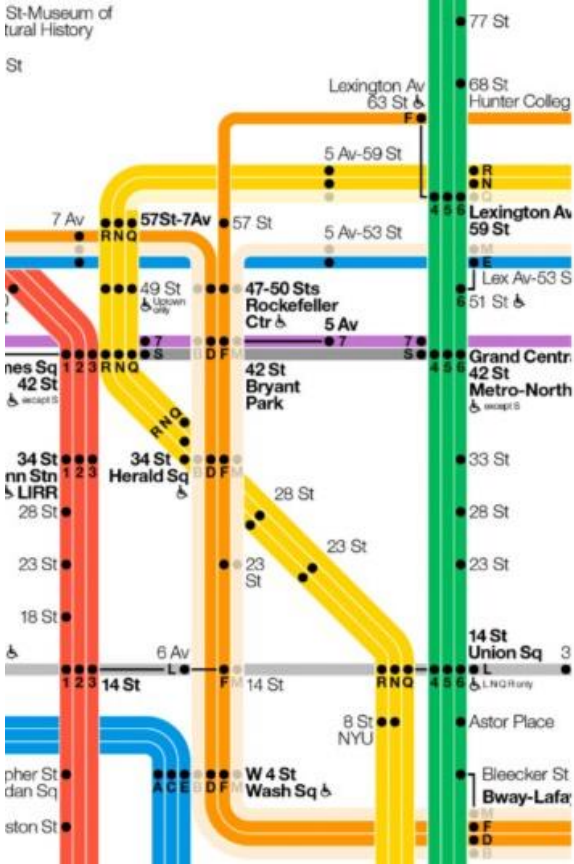 St-Museum of
tural History
St
77 St
68 St
Hunter Colleg
Lexington Av
63 St
F
5 Av-59 St
R
N
Q
4 5 6
Lexington Av
59 St
7 Av
57St-7Av
R N Q
57 St
5 Av-53 St
M
E
Lex Av-53 S
49 St
Uptown
only
47-50 Sts
Rockefeller
Ctr
6
51 St
5 Av
7
S
7
7
S
B D F M
nes Sq
42 St
except S
1 2 3 R N Q
42 St
Bryant
Park
4 5 6
Grand Centr
42 St
Metro-North
except S
R N Q
34 St
nn Stn
LIRR
1 2 3
34 St
Herald Sq
B D F M
33 St
28 St
28 St
28 St
23 St
23
St
23 St
23 St
18 St
14 St
Union Sq
L
L N Q R only
3
6 Av
L
1 2 3
14 St
F M
14 St
R N Q
4 5 6
8 St
NYU
Astor Place
pher St
dan Sq
A C E B D F M
W 4 St
Wash Sq
Bleecker St
Bway-Lafa
M
F
D
B
ston St